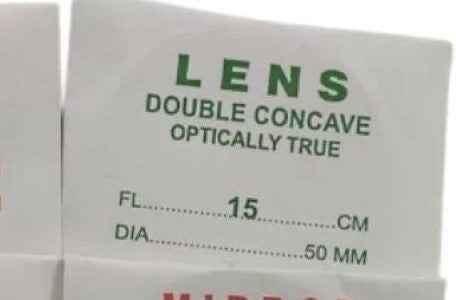 LENS
DOUBLE CONCAVE
OPTICALLY TRUE
FL..............15..............CM
DIA............................50 MM